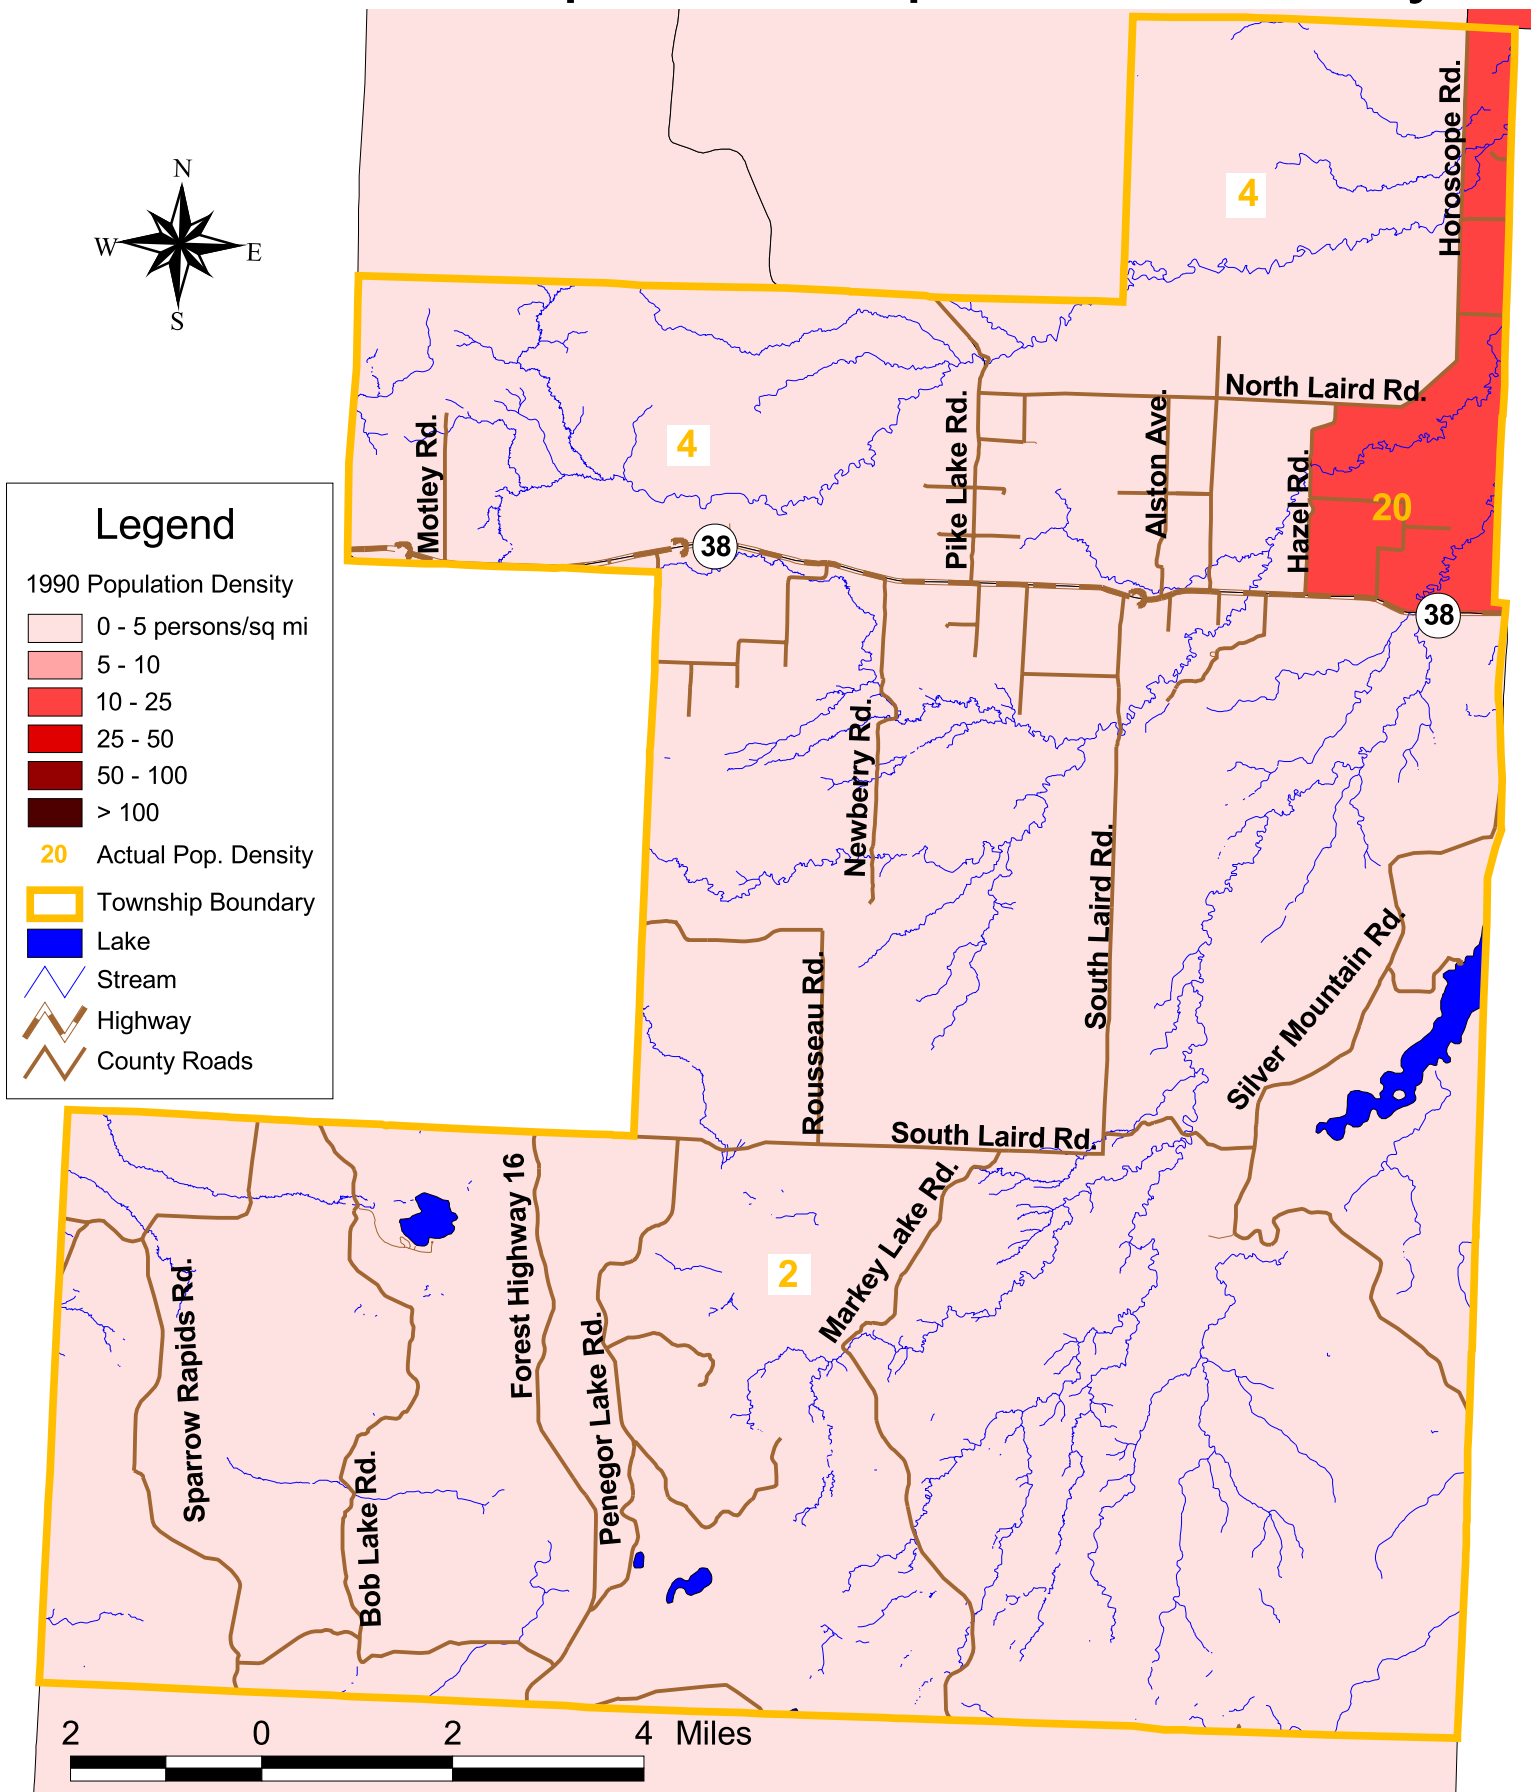 N
W
E
S
Horoscope Rd.
4
North Laird Rd.
Motley Rd.
4
Pike Lake Rd.
Alston Ave.
Hazel Rd.
20
38
38
Legend
1990 Population Density
0 - 5 persons/sq mi
5 - 10
10 - 25
25 - 50
50 - 100
> 100
20 Actual Pop. Density
Township Boundary
Lake
Stream
Highway
County Roads
Newberry Rd.
South Laird Rd.
Silver Mountain Rd.
Rousseau Rd.
South Laird Rd.
Markey Lake Rd.
Forest Highway 16
2
Sparrow Rapids Rd.
Penegor Lake Rd.
Bob Lake Rd.
2 0 2 4 Miles